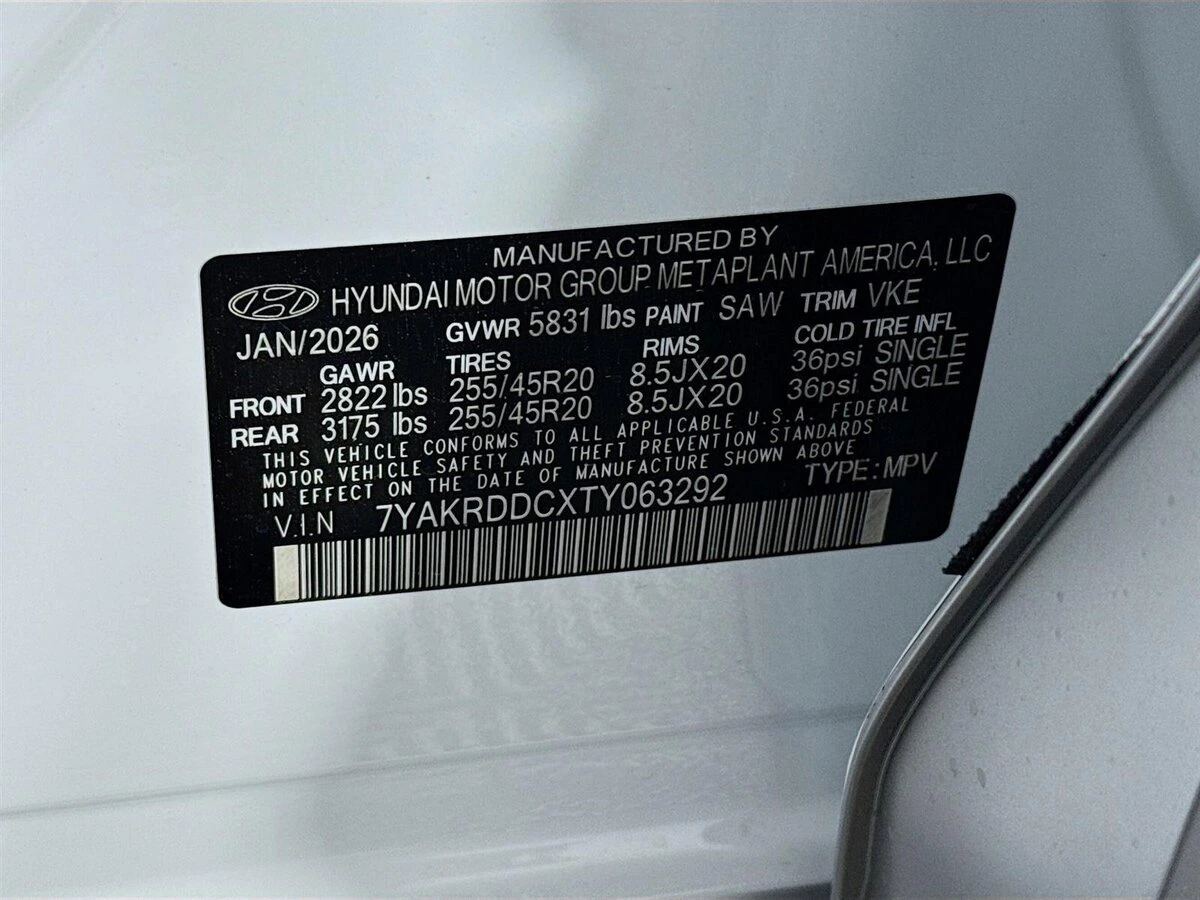 MANUFACTURED BY
HYUNDAI MOTOR GROUP METAPLANT AMERICA, LLC
JAN/2026 GVWR 5831 lbs PAINT SAW TRIM VKE
GAWR TIRES RIMS COLD TIRE INFL
FRONT 2822 lbs 255/45R20 8.5JX20 36psi SINGLE
REAR 3175 lbs 255/45R20 8.5JX20 36psi SINGLE
THIS VEHICLE CONFORMS TO ALL APPLICABLE U.S.A. FEDERAL
MOTOR VEHICLE SAFETY AND THEFT PREVENTION STANDARDS
IN EFFECT ON THE DATE OF MANUFACTURE SHOWN ABOVE
V.I.N 7YAKRDDCXTY063292 TYPE: MPV